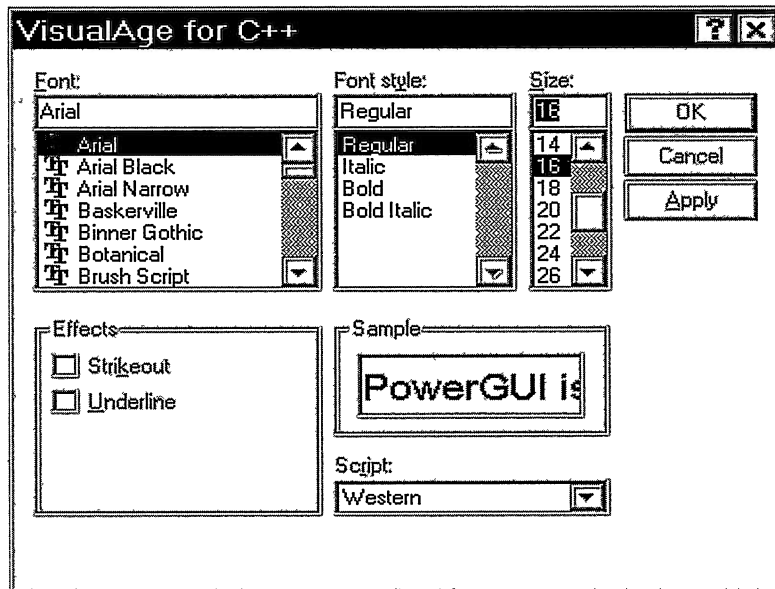 VisualAge for C++
Font:
Arial
Arial
Arial Black
Arial Narrow
Baskerville
Binner Gothic
Botanical
Brush Script
Font style:
Regular
Regular
Italic
Bold
Bold Italic
Size:
16
14
16
18
20
22
24
26
OK
Cancel
Apply
Effects
Strikeout
Underline
Sample
PowerGUI is
Script:
Western